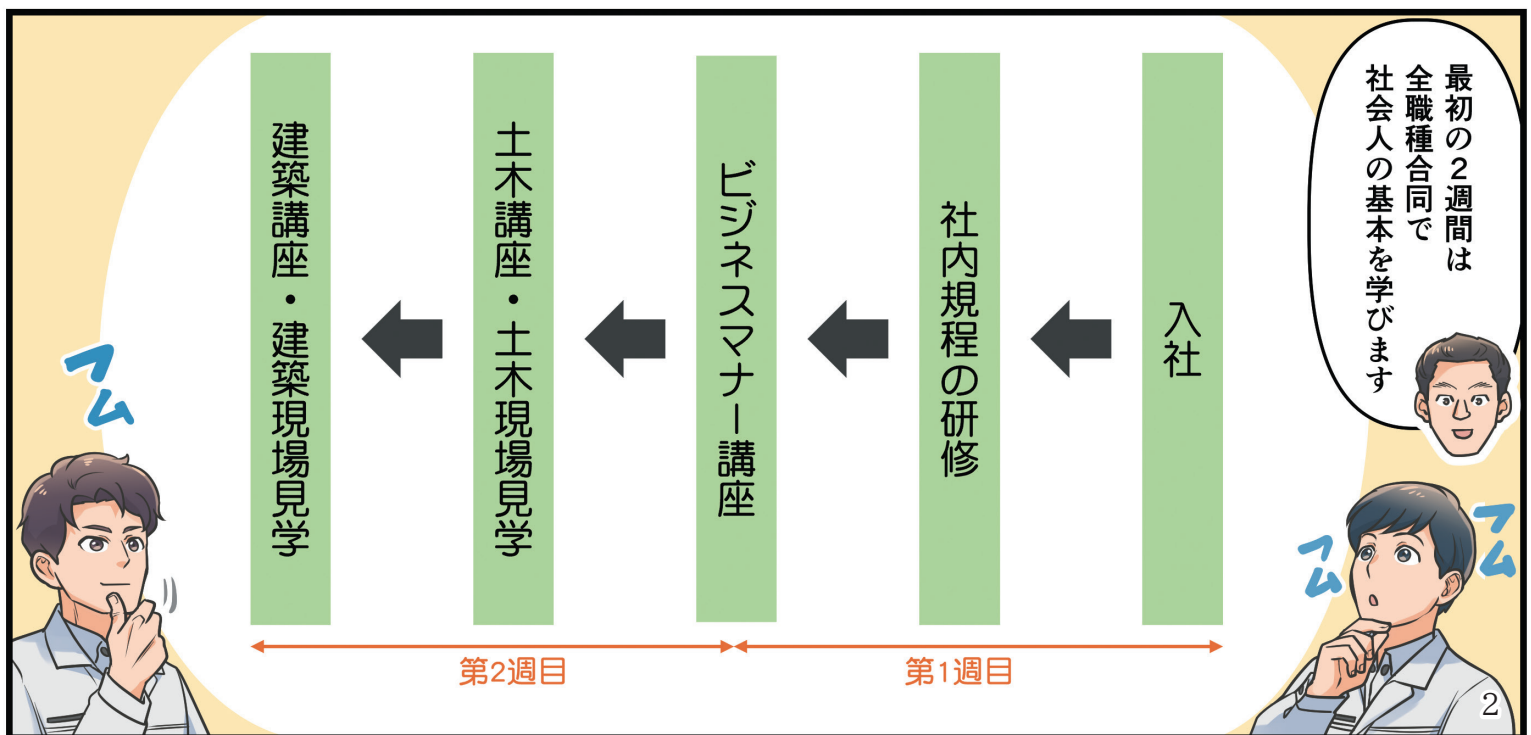 最初の2週間は
全職種合同で
社会人の基本を学びます
入社
社内規程の研修
ビジネスマナー講座
土木講座・土木現場見学
建築講座・建築現場見学
第1週目
第2週目
フム
フム
フム
2